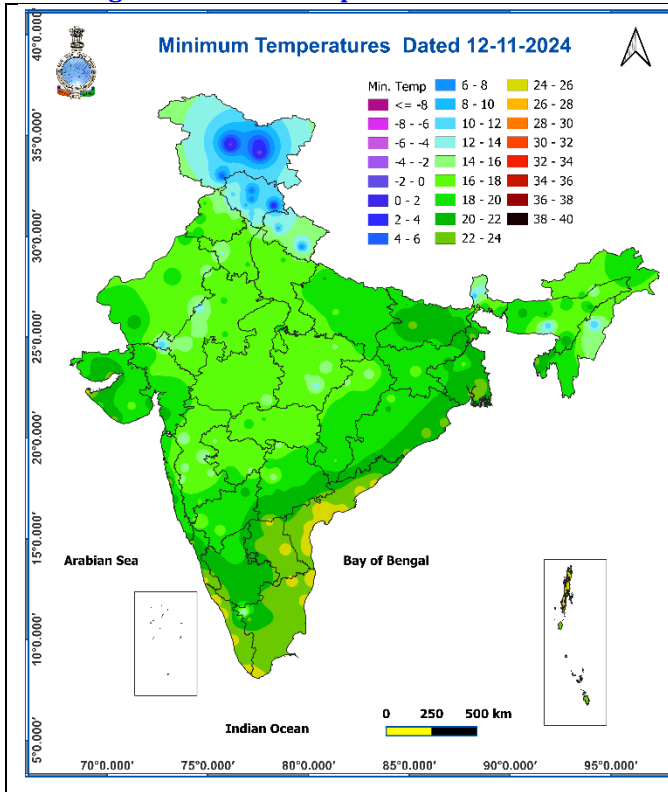 Minimum Temperatures Dated 12-11-2024
Min. Temp
<= -8
-8 - -6
-6 - -4
-4 - -2
-2 - 0
0 - 2
2 - 4
4 - 6
6 - 8
8 - 10
10 - 12
12 - 14
14 - 16
16 - 18
18 - 20
20 - 22
22 - 24
24 - 26
26 - 28
28 - 30
30 - 32
32 - 34
34 - 36
36 - 38
38 - 40
40°0.000'
35°0.000'
30°0.000'
25°0.000'
20°0.000'
15°0.000'
10°0.000'
5°0.000'
Arabian Sea
Bay of Bengal
Indian Ocean
0 250 500 km
70°0.000' 75°0.000' 80°0.000' 85°0.000' 90°0.000' 95°0.000'